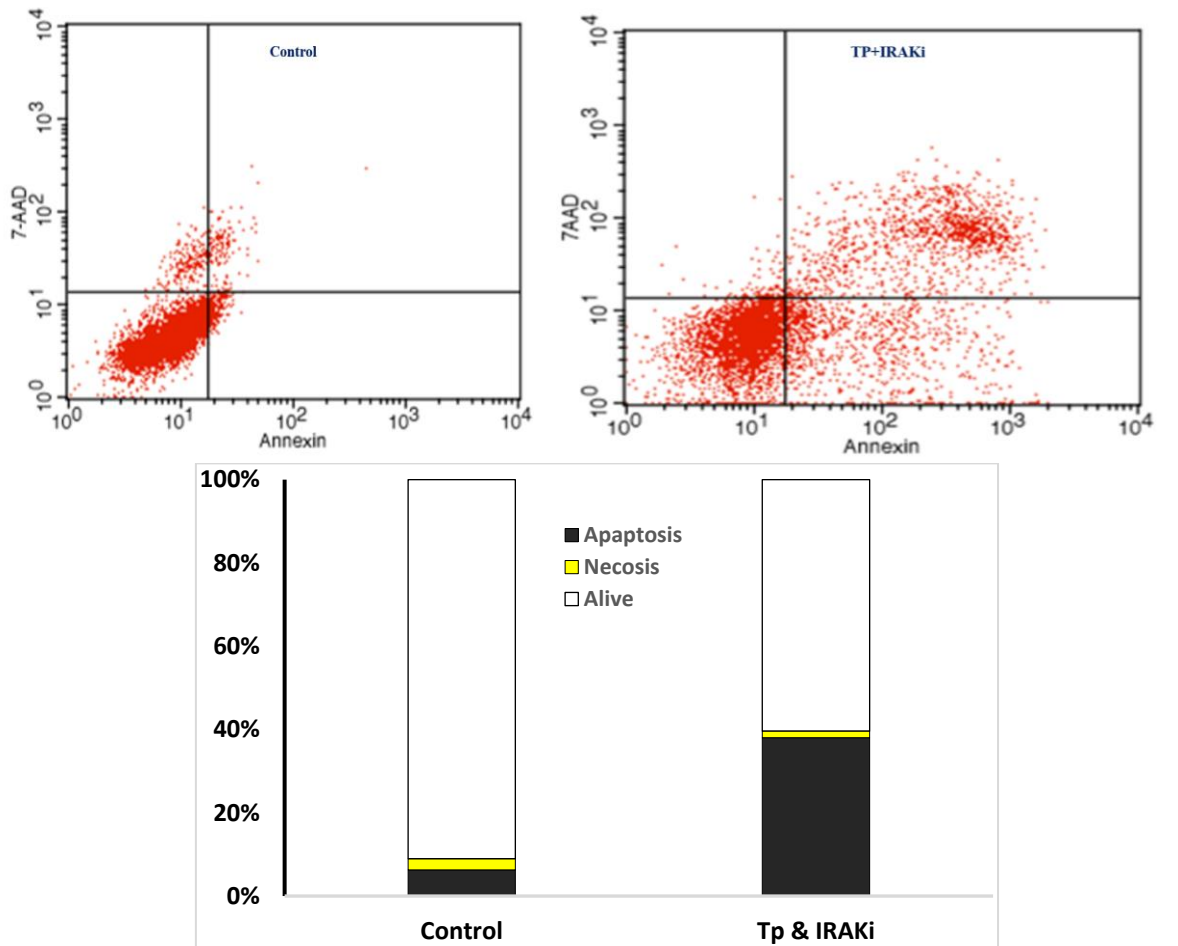 Control
10^4
10^3
10^2
10^1
10^0
7-AAD
10^0 10^1 10^2 10^3 10^4
Annexin
TP+IRAKi
10^4
10^3
10^2
10^1
10^0
7AAD
10^0 10^1 10^2 10^3 10^4
Annexin
100%
80%
60%
40%
20%
0%
Apaptosis
Necosis
Alive
Control Tp & IRAKi